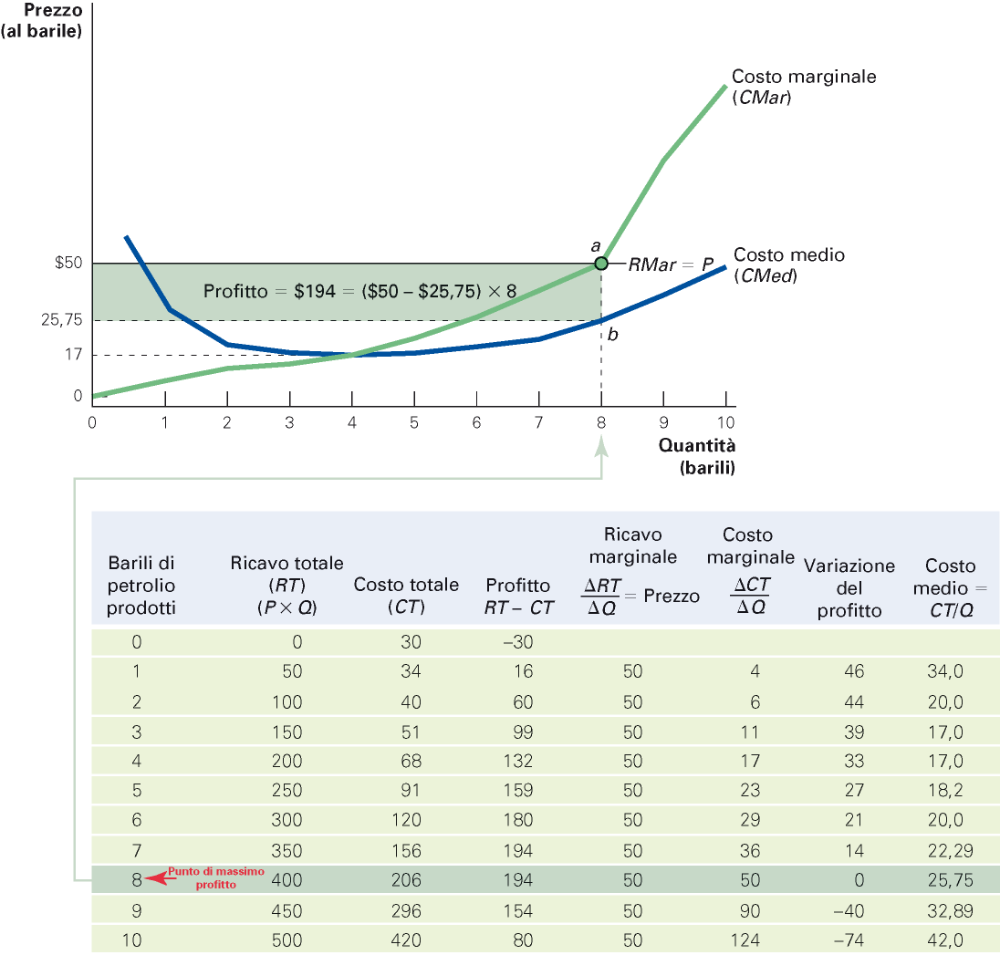 Prezzo
(al barile)
Costo marginale
(CMar)
a
$50
RMar = P
Costo medio
(CMed)
Profitto = $194 = ($50 – $25,75) × 8
25,75
b
17
0
0 1 2 3 4 5 6 7 8 9 10
Quantità
(barili)
Barili di
petrolio
prodotti
Ricavo totale
(RT)
(P × Q)
Costo totale
(CT)
Profitto
RT – CT
Ricavo
marginale
ΔRT
ΔQ
= Prezzo
Costo
marginale
ΔCT
ΔQ
Variazione
del
profitto
Costo
medio =
CT/Q
0 0 30 –30
1 50 34 16 50 4 46 34,0
2 100 40 60 50 6 44 20,0
3 150 51 99 50 11 39 17,0
4 200 68 132 50 17 33 17,0
5 250 91 159 50 23 27 18,2
6 300 120 180 50 29 21 20,0
7 350 156 194 50 36 14 22,29
8 Punto di massimo
profitto
400 206 194 50 50 0 25,75
9 450 296 154 50 90 –40 32,89
10 500 420 80 50 124 –74 42,0